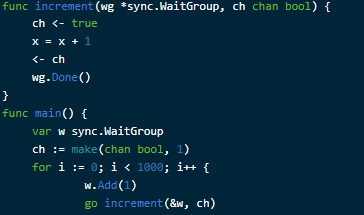 func increment(wg *sync.WaitGroup, ch chan bool) {
        ch <- true
        x = x + 1
        <- ch
        wg.Done()
}
func main() {
        var w sync.WaitGroup
        ch := make(chan bool, 1)
        for i := 0; i < 1000; i++ {
                w.Add(1)
                go increment(&w, ch)